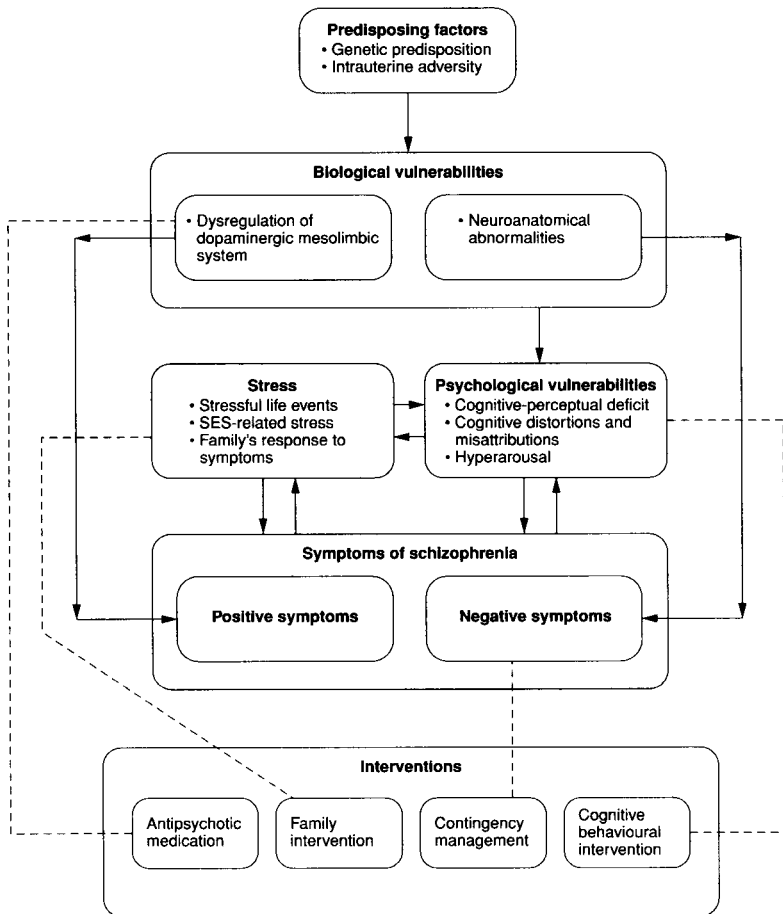 Predisposing factors
• Genetic predisposition
• Intrauterine adversity
Biological vulnerabilities
• Dysregulation of
dopaminergic mesolimbic
system
• Neuroanatomical
abnormalities
Stress
• Stressful life events
• SES-related stress
• Family's response to
symptoms
Psychological vulnerabilities
• Cognitive-perceptual deficit
• Cognitive distortions and
misattributions
• Hyperarousal
Symptoms of schizophrenia
Positive symptoms
Negative symptoms
Interventions
Antipsychotic
medication
Family
intervention
Contingency
management
Cognitive
behavioural
intervention